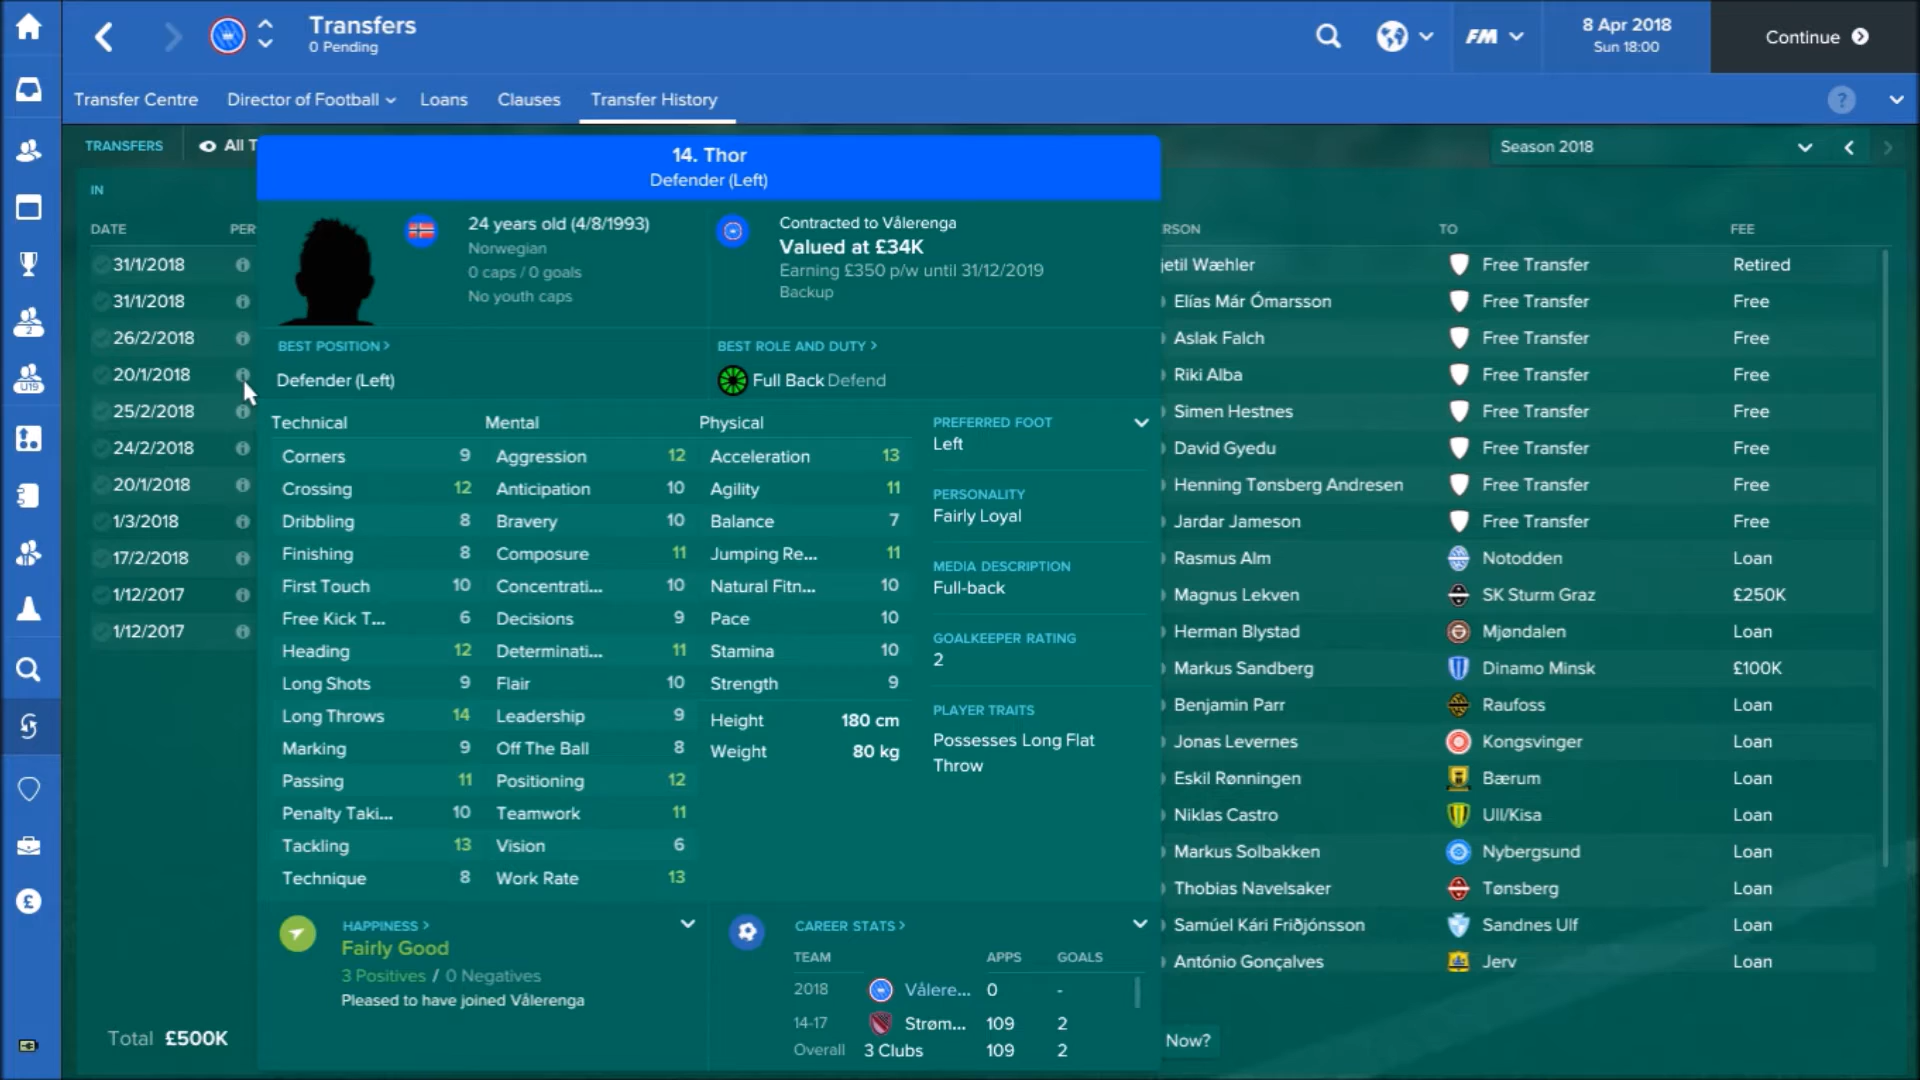 Transfers
0 Pending
FM
8 Apr 2018
Sun 18:00
Continue
Transfer Centre
Director of Football
Loans
Clauses
Transfer History
?
TRANSFERS
All T
Season 2018
IN
DATE
PER
31/1/2018
31/1/2018
26/2/2018
20/1/2018
25/2/2018
24/2/2018
20/1/2018
1/3/2018
17/2/2018
1/12/2017
1/12/2017
Total £500K
2
U19
£
14. Thor
Defender (Left)
24 years old (4/8/1993)
Norwegian
0 caps / 0 goals
No youth caps
Contracted to Vålerenga
Valued at £34K
Earning £350 p/w until 31/12/2019
Backup
BEST POSITION >
Defender (Left)
BEST ROLE AND DUTY >
Full Back Defend
Technical
Corners 9
Crossing 12
Dribbling 8
Finishing 8
First Touch 10
Free Kick T... 6
Heading 12
Long Shots 9
Long Throws 14
Marking 9
Passing 11
Penalty Taki... 10
Tackling 13
Technique 8
Mental
Aggression 12
Anticipation 10
Bravery 10
Composure 11
Concentrati... 10
Decisions 9
Determinati... 11
Flair 10
Leadership 9
Off The Ball 8
Positioning 12
Teamwork 11
Vision 6
Work Rate 13
Physical
Acceleration 13
Agility 11
Balance 7
Jumping Re... 11
Natural Fitn... 10
Pace 10
Stamina 10
Strength 9
Height 180 cm
Weight 80 kg
PREFERRED FOOT
Left
PERSONALITY
Fairly Loyal
MEDIA DESCRIPTION
Full-back
GOALKEEPER RATING
2
PLAYER TRAITS
Possesses Long Flat
Throw
HAPPINESS >
Fairly Good
3 Positives / 0 Negatives
Pleased to have joined Vålerenga
CAREER STATS >
TEAM APPS GOALS
2018 Vålere... 0 -
14-17 Strøm... 109 2
Overall 3 Clubs 109 2
RSON TO FEE
jetil Wæhler Free Transfer Retired
Elías Már Ómarsson Free Transfer Free
Aslak Falch Free Transfer Free
Riki Alba Free Transfer Free
Simen Hestnes Free Transfer Free
David Gyedu Free Transfer Free
Henning Tønsberg Andresen Free Transfer Free
Jardar Jameson Free Transfer Free
Rasmus Alm Notodden Loan
Magnus Lekven SK Sturm Graz £250K
Herman Blystad Mjøndalen Loan
Markus Sandberg Dinamo Minsk £100K
Benjamin Parr Raufoss Loan
Jonas Levernes Kongsvinger Loan
Eskil Rønningen Bærum Loan
Niklas Castro Ull/Kisa Loan
Markus Solbakken Nybergsund Loan
Thobias Navelsaker Tønsberg Loan
Samúel Kári Friðjónsson Sandnes Ulf Loan
António Gonçalves Jerv Loan
Now?